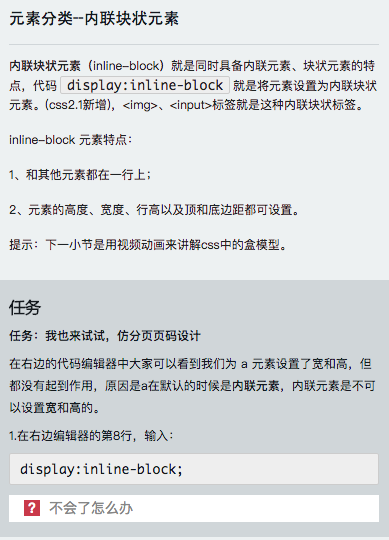 元素分类--内联块状元素
内联块状元素（inline-block）就是同时具备内联元素、块状元素的特
点，代码 display:inline-block 就是将元素设置为内联块状
元素。(css2.1新增)，<img>、<input>标签就是这种内联块状标签。
inline-block 元素特点：
1、和其他元素都在一行上；
2、元素的高度、宽度、行高以及顶和底边距都可设置。
提示：下一小节是用视频动画来讲解css中的盒模型。
任务
任务：我也来试试，仿分页页码设计
在右边的代码编辑器中大家可以看到我们为 a 元素设置了宽和高，但
都没有起到作用，原因是a在默认的时候是内联元素，内联元素是不可
以设置宽和高的。
1.在右边编辑器的第8行，输入：
display:inline-block;
? 不会了怎么办